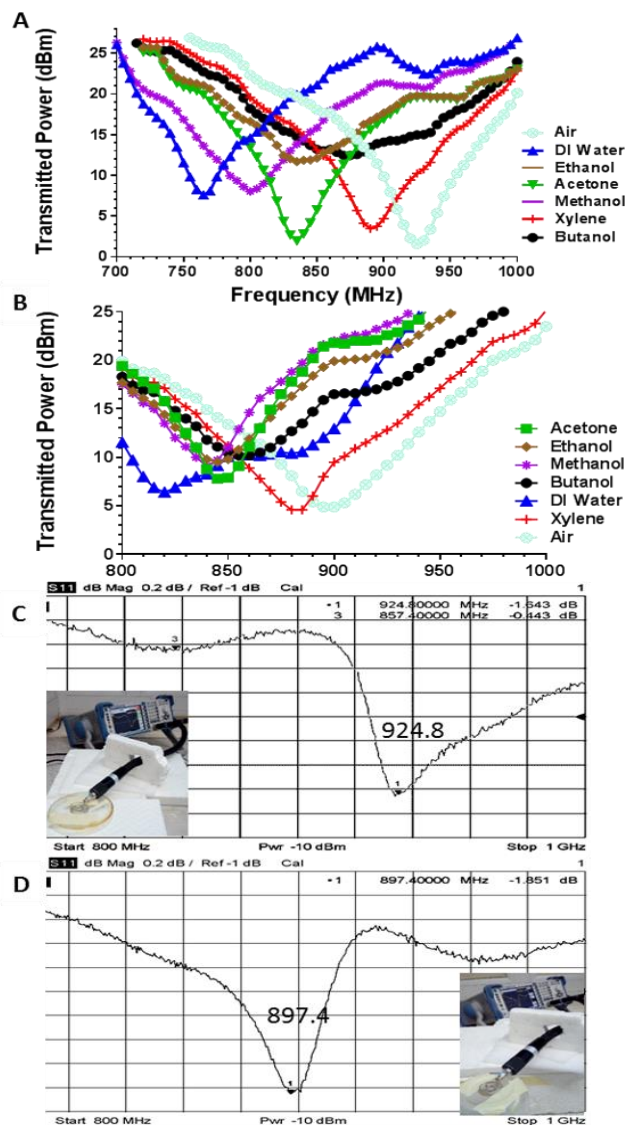 A
Transmitted Power (dBm)
25
20
15
10
5
0
700 750 800 850 900 950 1000
Frequency (MHz)
Air
DI Water
Ethanol
Acetone
Methanol
Xylene
Butanol
B
Transmitted Power (dBm)
25
20
15
10
5
0
800 850 900 950 1000
Acetone
Ethanol
Methanol
Butanol
DI Water
Xylene
Air
C
S11 dB Mag 0.2 dB / Ref -1 dB Cal 1
•1 924.80000 MHz -1.643 dB
3 857.40000 MHz -0.443 dB
3
924.8
1
Start 800 MHz Pwr -10 dBm Stop 1 GHz
D
S11 dB Mag 0.2 dB / Ref -1 dB Cal 1
•1 897.40000 MHz -1.851 dB
897.4
1
Start 800 MHz Pwr -10 dBm Stop 1 GHz